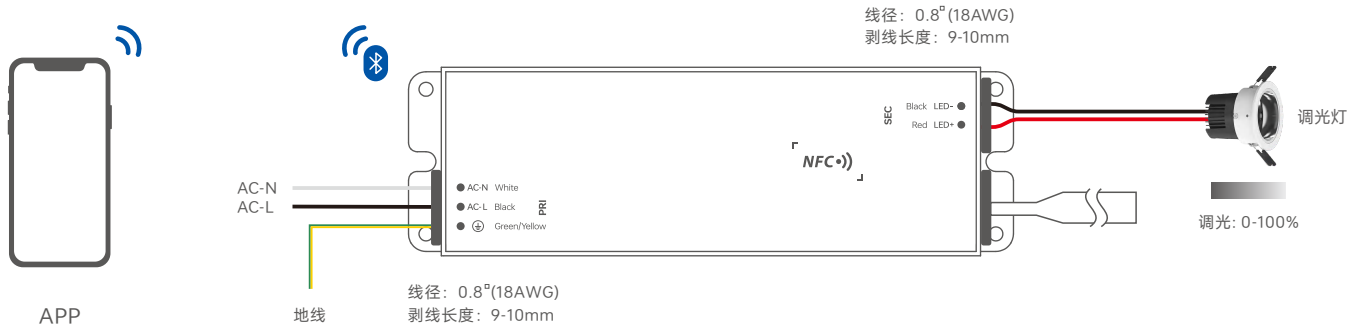 线径：0.8▫(18AWG)
剥线长度：9-10mm
Black LED-
Red LED+
SEC
调光灯
NFC
AC-N
AC-L
AC-N White
AC-L Black
Green/Yellow
PRI
调光: 0-100%
地线
线径：0.8▫(18AWG)
剥线长度：9-10mm
APP